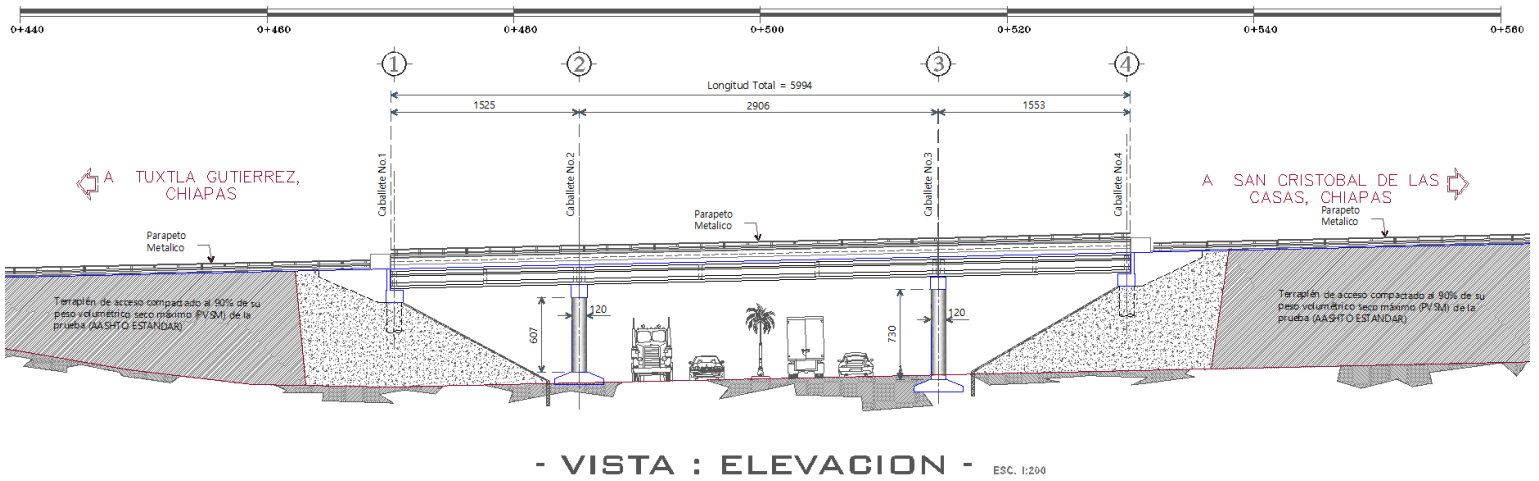 0+440 0+460 0+480 0+500 0+520 0+540 0+560
1 2 3 4
Longitud Total = 5994
1525 2906 1553
Caballete No.1
Caballete No.2
Caballete No.3
Caballete No.4
A TUXTLA GUTIERREZ,
CHIAPAS
A SAN CRISTOBAL DE LAS
CASAS, CHIAPAS
Parapeto
Metalico
Parapeto
Metalico
Parapeto
Metalico
Terraplén de acceso compactado al 90% de su
peso volumétrico seco máximo (PVSM) de la
prueba (AASHTO ESTANDAR)
607
120
730
120
Terraplén de acceso compactado al 90% de su
peso volumétrico seco máximo (PVSM) de la
prueba (AASHTO ESTANDAR)
- VISTA : ELEVACION - ESC. 1:200